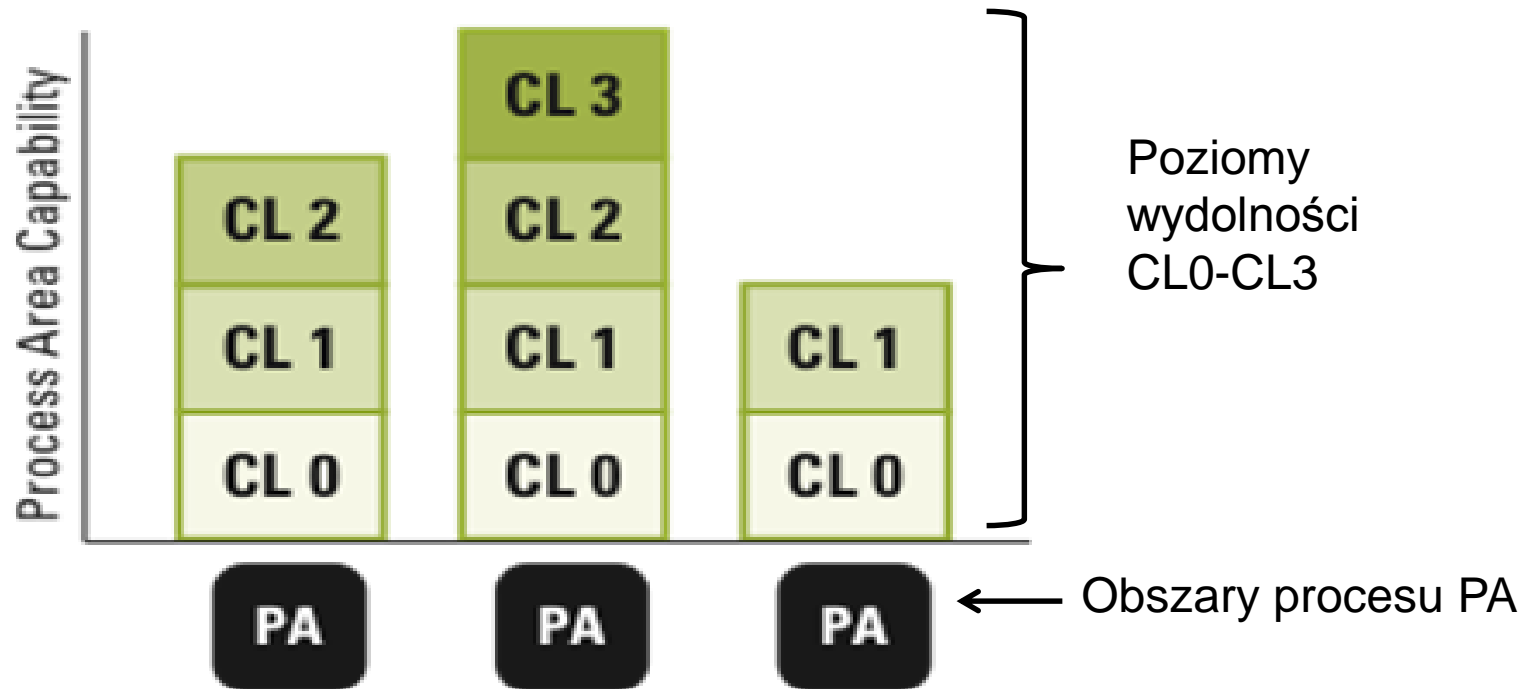 Process Area Capability
CL 3
CL 2 CL 2
CL 1 CL 1 CL 1
CL 0 CL 0 CL 0
PA PA PA
Poziomy
wydolności
CL0-CL3
Obszary procesu PA